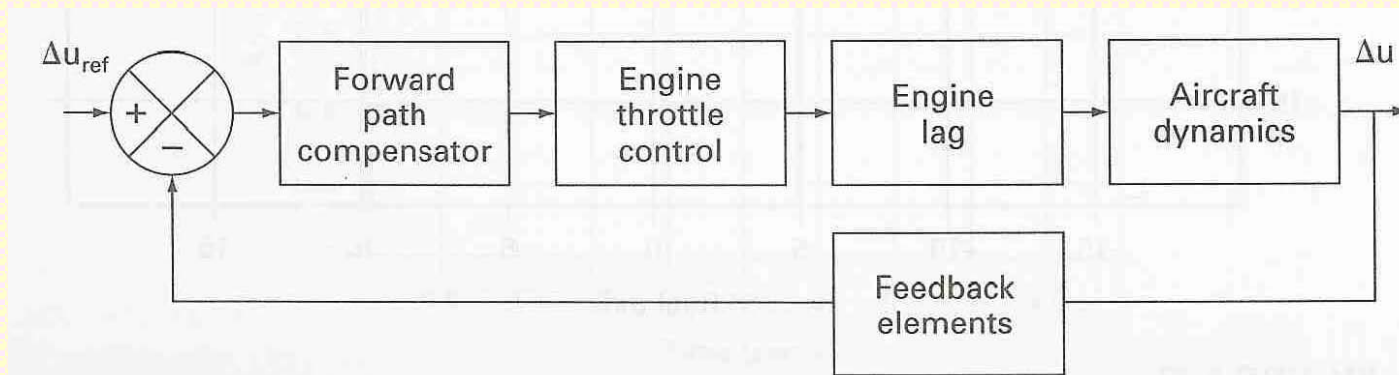 Δu_ref
+
−
Forward
path
compensator
Engine
throttle
control
Engine
lag
Aircraft
dynamics
Δu
Feedback
elements